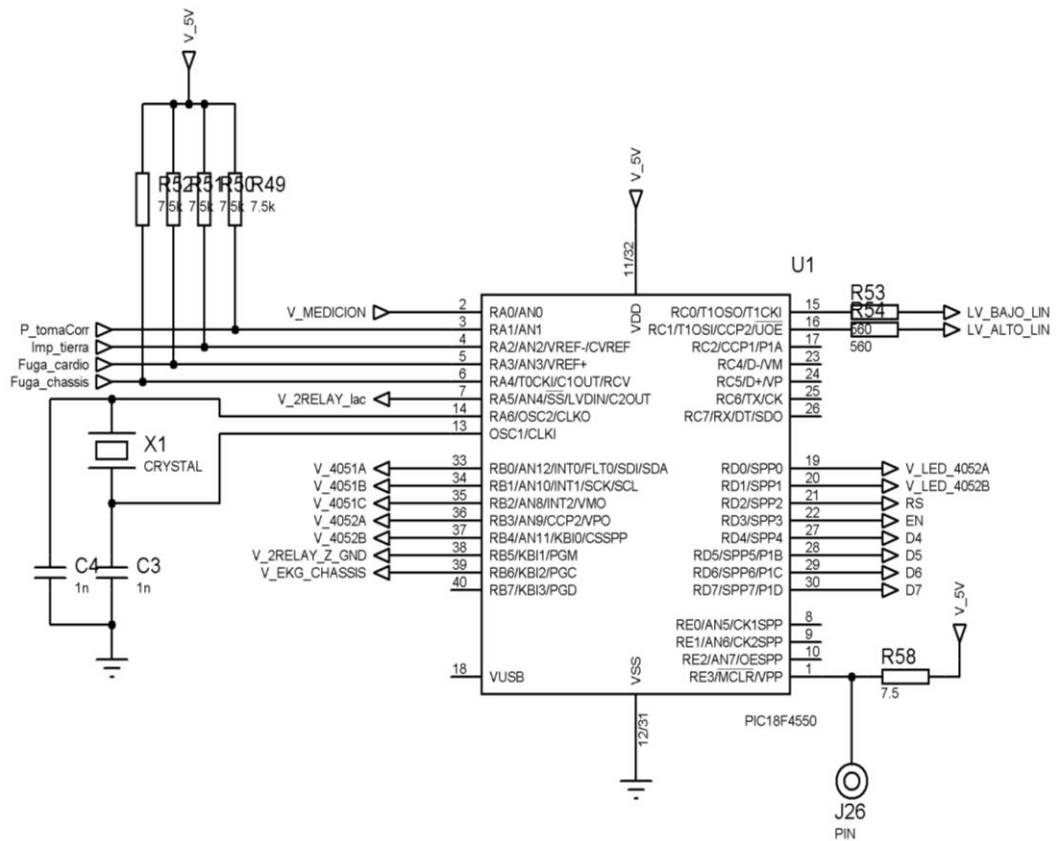 V_5V
R52 R51 R50 R49
7.5k 7.5k 7.5k 7.5k
V_5V
11/32
U1
V_MEDICION 2 RA0/AN0
P_tomaCorr 3 RA1/AN1
Imp_tierra 4 RA2/AN2/VREF-/CVREF
Fuga_cardio 5 RA3/AN3/VREF+
Fuga_chassis 6 RA4/T0CKI/C1OUT/RCV
V_2RELAY_Iac 7 RA5/AN4/SS/LVDIN/C2OUT
14 RA6/OSC2/CLKO
13 OSC1/CLKI
VDD
R53
RC0/T1OSO/T1CKI 15 LV_BAJO_LIN
R54
RC1/T1OSI/CCP2/UOE 16 560 LV_ALTO_LIN
RC2/CCP1/P1A 17 560
RC4/D-/VM 23
RC5/D+/VP 24
RC6/TX/CK 25
RC7/RX/DT/SDO 26
X1
CRYSTAL
V_4051A 33 RB0/AN12/INT0/FLT0/SDI/SDA
V_4051B 34 RB1/AN10/INT1/SCK/SCL
V_4051C 35 RB2/AN8/INT2/VMO
V_4052A 36 RB3/AN9/CCP2/VPO
V_4052B 37 RB4/AN11/KBI0/CSSPP
V_2RELAY_Z_GND 38 RB5/KBI1/PGM
V_EKG_CHASSIS 39 RB6/KBI2/PGC
40 RB7/KBI3/PGD
RD0/SPP0 19 V_LED_4052A
RD1/SPP1 20 V_LED_4052B
RD2/SPP2 21 RS
RD3/SPP3 22 EN
RD4/SPP4 27 D4
RD5/SPP5/P1B 28 D5
RD6/SPP6/P1C 29 D6
RD7/SPP7/P1D 30 D7
C4
1n
C3
1n
V_5V
RE0/AN5/CK1SPP 8
RE1/AN6/CK2SPP 9
RE2/AN7/OESPP 10
RE3/MCLR/VPP 1
R58
7.5
18 VUSB
VSS
12/31
PIC18F4550
J26
PIN